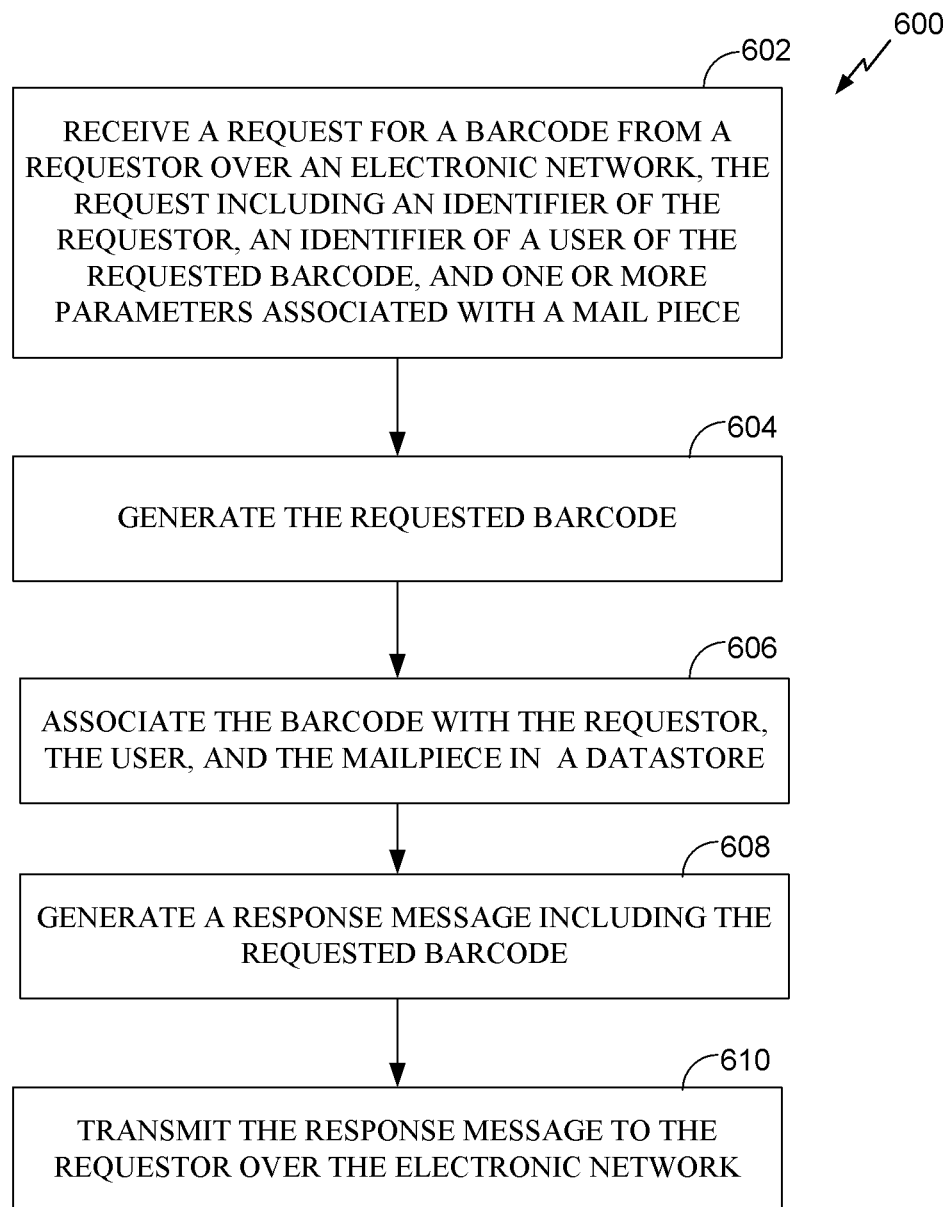 600
602
RECEIVE A REQUEST FOR A BARCODE FROM A
REQUESTOR OVER AN ELECTRONIC NETWORK, THE
REQUEST INCLUDING AN IDENTIFIER OF THE
REQUESTOR, AN IDENTIFIER OF A USER OF THE
REQUESTED BARCODE, AND ONE OR MORE
PARAMETERS ASSOCIATED WITH A MAIL PIECE
604
GENERATE THE REQUESTED BARCODE
606
ASSOCIATE THE BARCODE WITH THE REQUESTOR,
THE USER, AND THE MAILPIECE IN A DATASTORE
608
GENERATE A RESPONSE MESSAGE INCLUDING THE
REQUESTED BARCODE
610
TRANSMIT THE RESPONSE MESSAGE TO THE
REQUESTOR OVER THE ELECTRONIC NETWORK